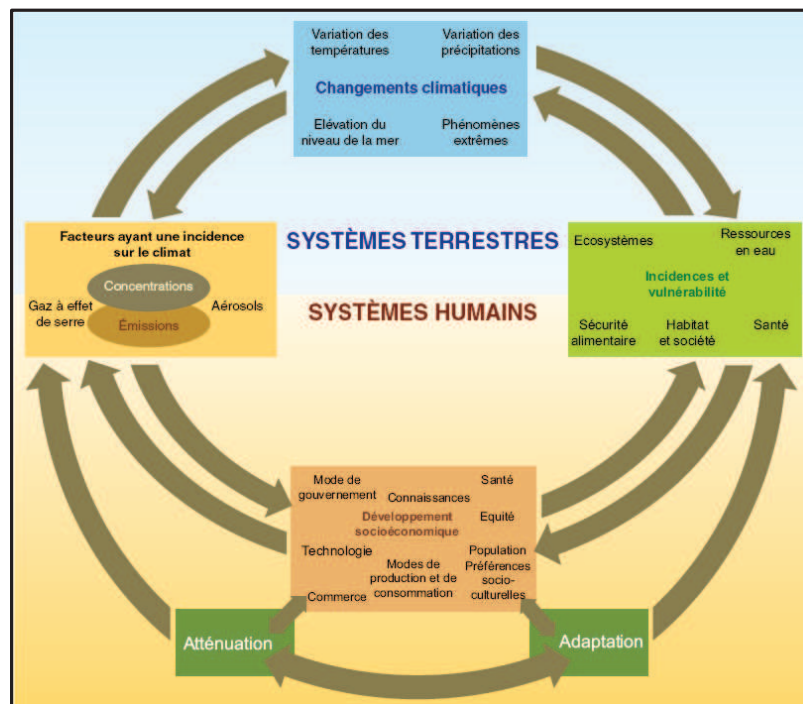 Variation des
températures
Variation des
précipitations
Changements climatiques
Elévation du
niveau de la mer
Phénomènes
extrêmes
Facteurs ayant une incidence
sur le climat
Concentrations
Gaz à effet
de serre
Émissions
Aérosols
SYSTÈMES TERRESTRES
SYSTÈMES HUMAINS
Ecosystèmes
Ressources
en eau
Incidences et
vulnérabilité
Sécurité
alimentaire
Habitat
et société
Santé
Mode de
gouvernement
Connaissances
Santé
Développement
socioéconomique
Equité
Technologie
Modes de
production et de
consommation
Population
Préférences
socio-
culturelles
Commerce
Atténuation
Adaptation